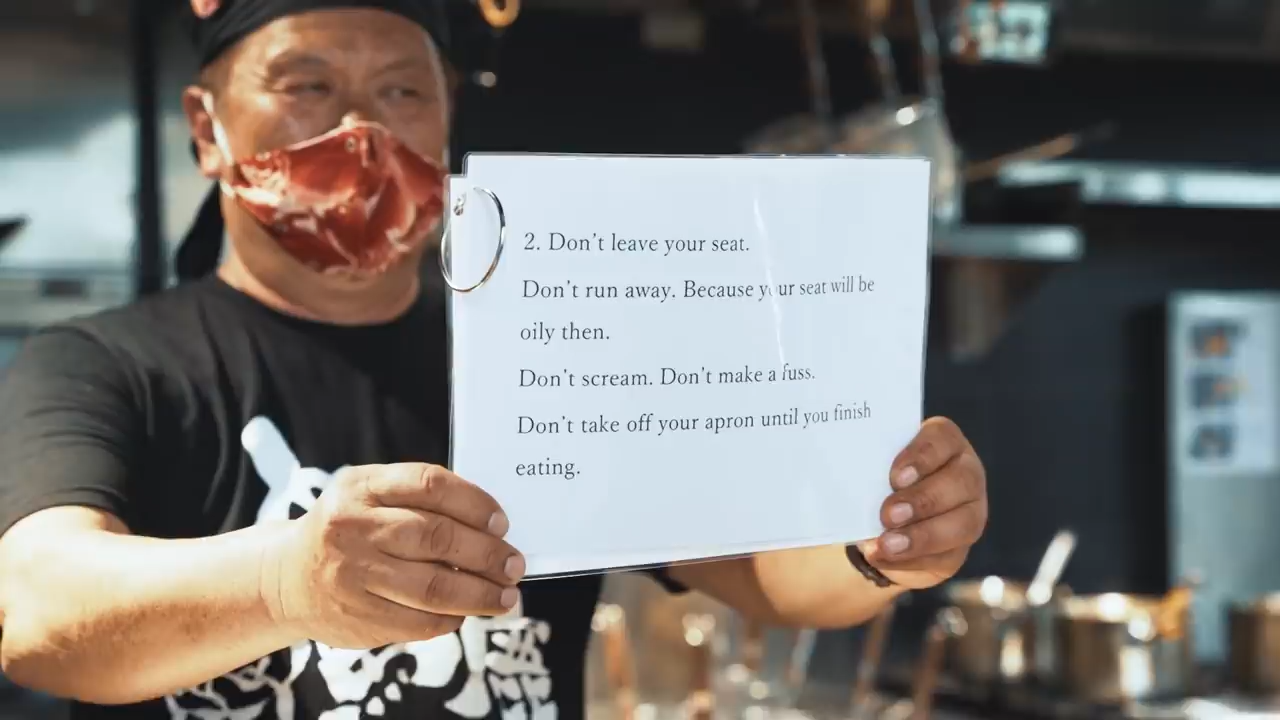 2. Don't leave your seat.
Don't run away. Because your seat will be
oily then.
Don't scream. Don't make a fuss.
Don't take off your apron until you finish
eating.